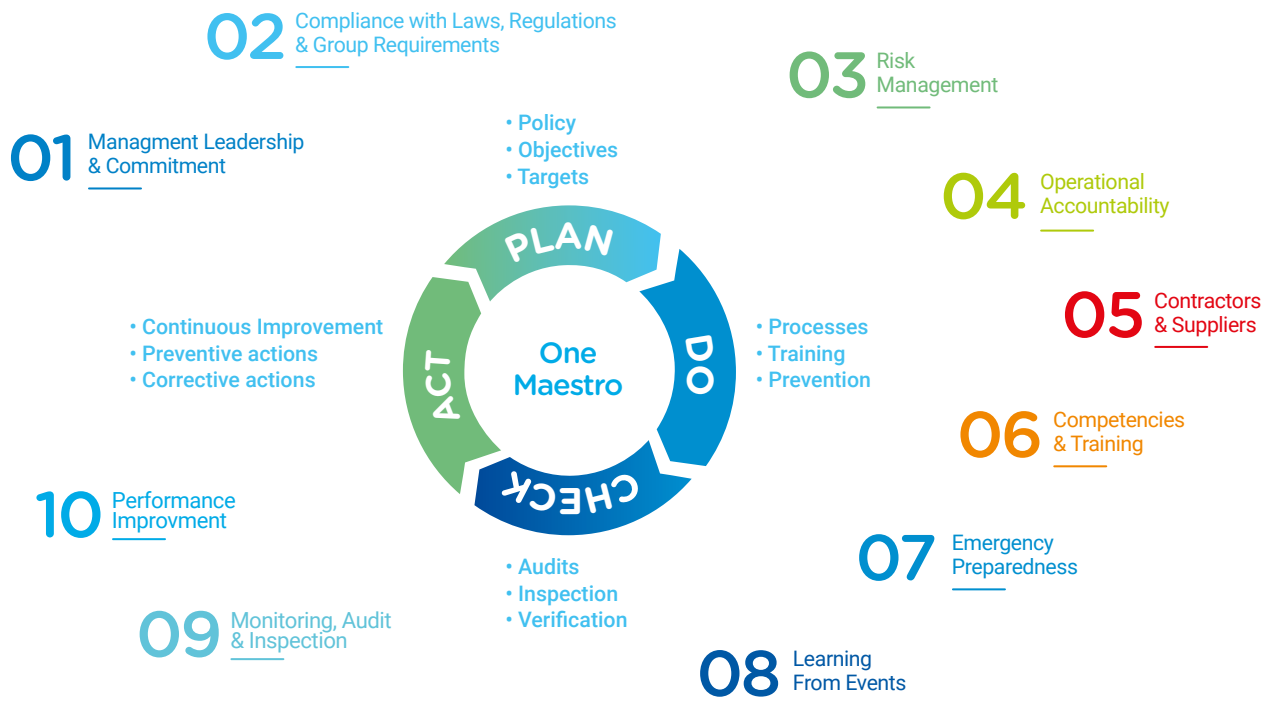 02
Compliance with Laws, Regulations
& Group Requirements
03
Risk
Management
01
Managment Leadership
& Commitment
• Policy
• Objectives
• Targets
04
Operational
Accountability
PLAN
05
Contractors
& Suppliers
• Continuous Improvement
• Preventive actions
• Corrective actions
ACT
One
Maestro
DO
• Processes
• Training
• Prevention
06
Competencies
& Training
CHECK
10
Performance
Improvment
07
Emergency
Preparedness
• Audits
• Inspection
• Verification
09
Monitoring, Audit
& Inspection
08
Learning
From Events